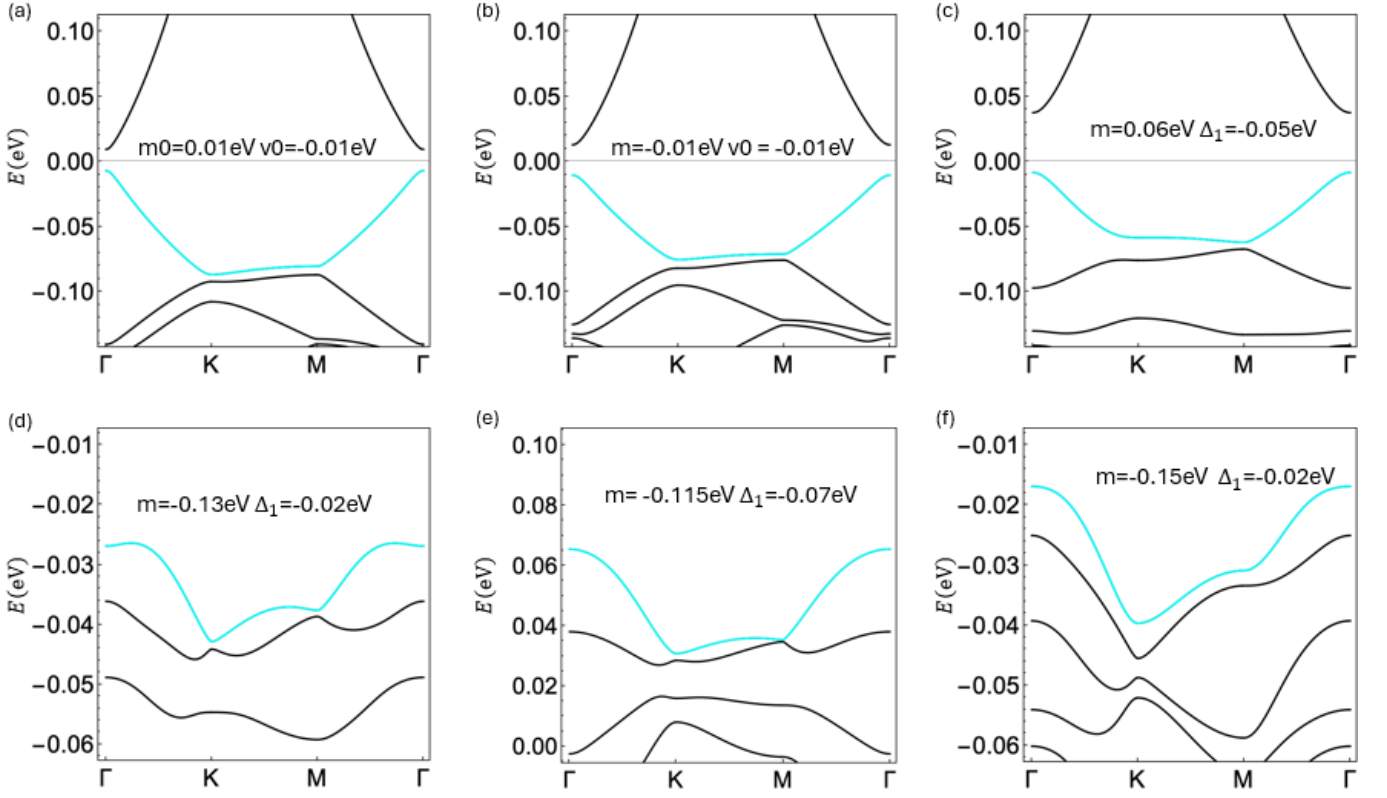 (a)
0.10
0.05
0.00
−0.05
−0.10
E(eV)
m0=0.01eV v0=-0.01eV
Γ K M Γ
(b)
0.10
0.05
0.00
−0.05
−0.10
E(eV)
m=-0.01eV v0 = -0.01eV
Γ K M Γ
(c)
0.10
0.05
0.00
−0.05
−0.10
E(eV)
m=0.06eV Δ₁=-0.05eV
Γ K M Γ
(d)
−0.01
−0.02
−0.03
−0.04
−0.05
−0.06
E(eV)
m=-0.13eV Δ₁=-0.02eV
Γ K M Γ
(e)
0.10
0.08
0.06
0.04
0.02
0.00
E(eV)
m= -0.115eV Δ₁=-0.07eV
Γ K M Γ
(f)
−0.01
−0.02
−0.03
−0.04
−0.05
−0.06
E(eV)
m=-0.15eV Δ₁=-0.02eV
Γ K M Γ